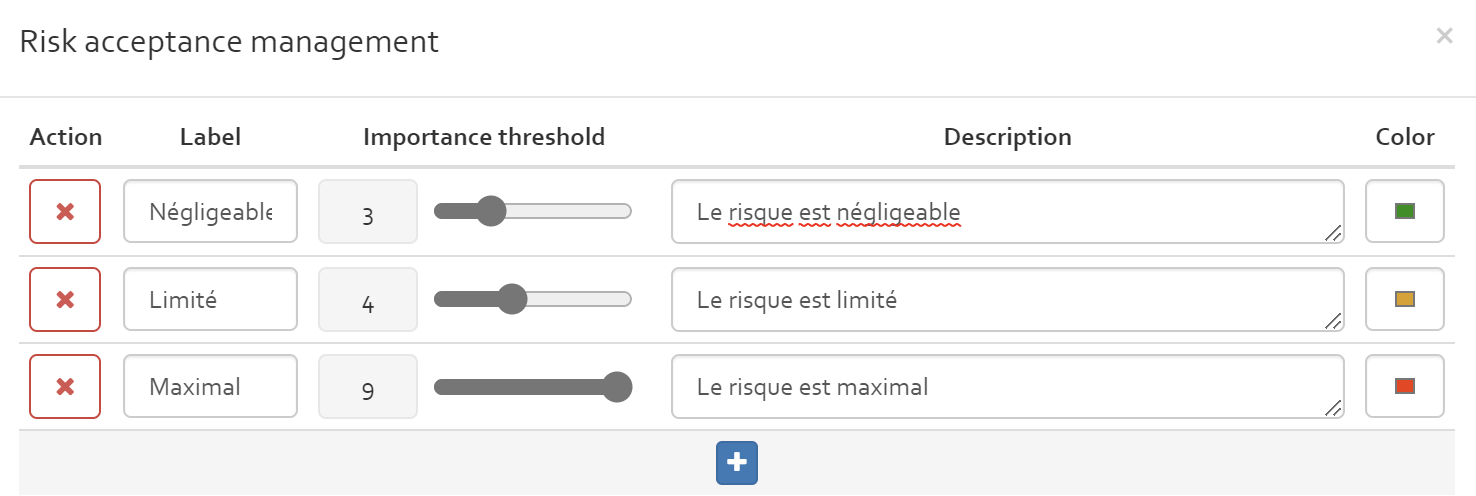 Risk acceptance management ×
Action Label Importance threshold Description Color
Négligeable 3 Le risque est négligeable
Limité 4 Le risque est limité
Maximal 9 Le risque est maximal